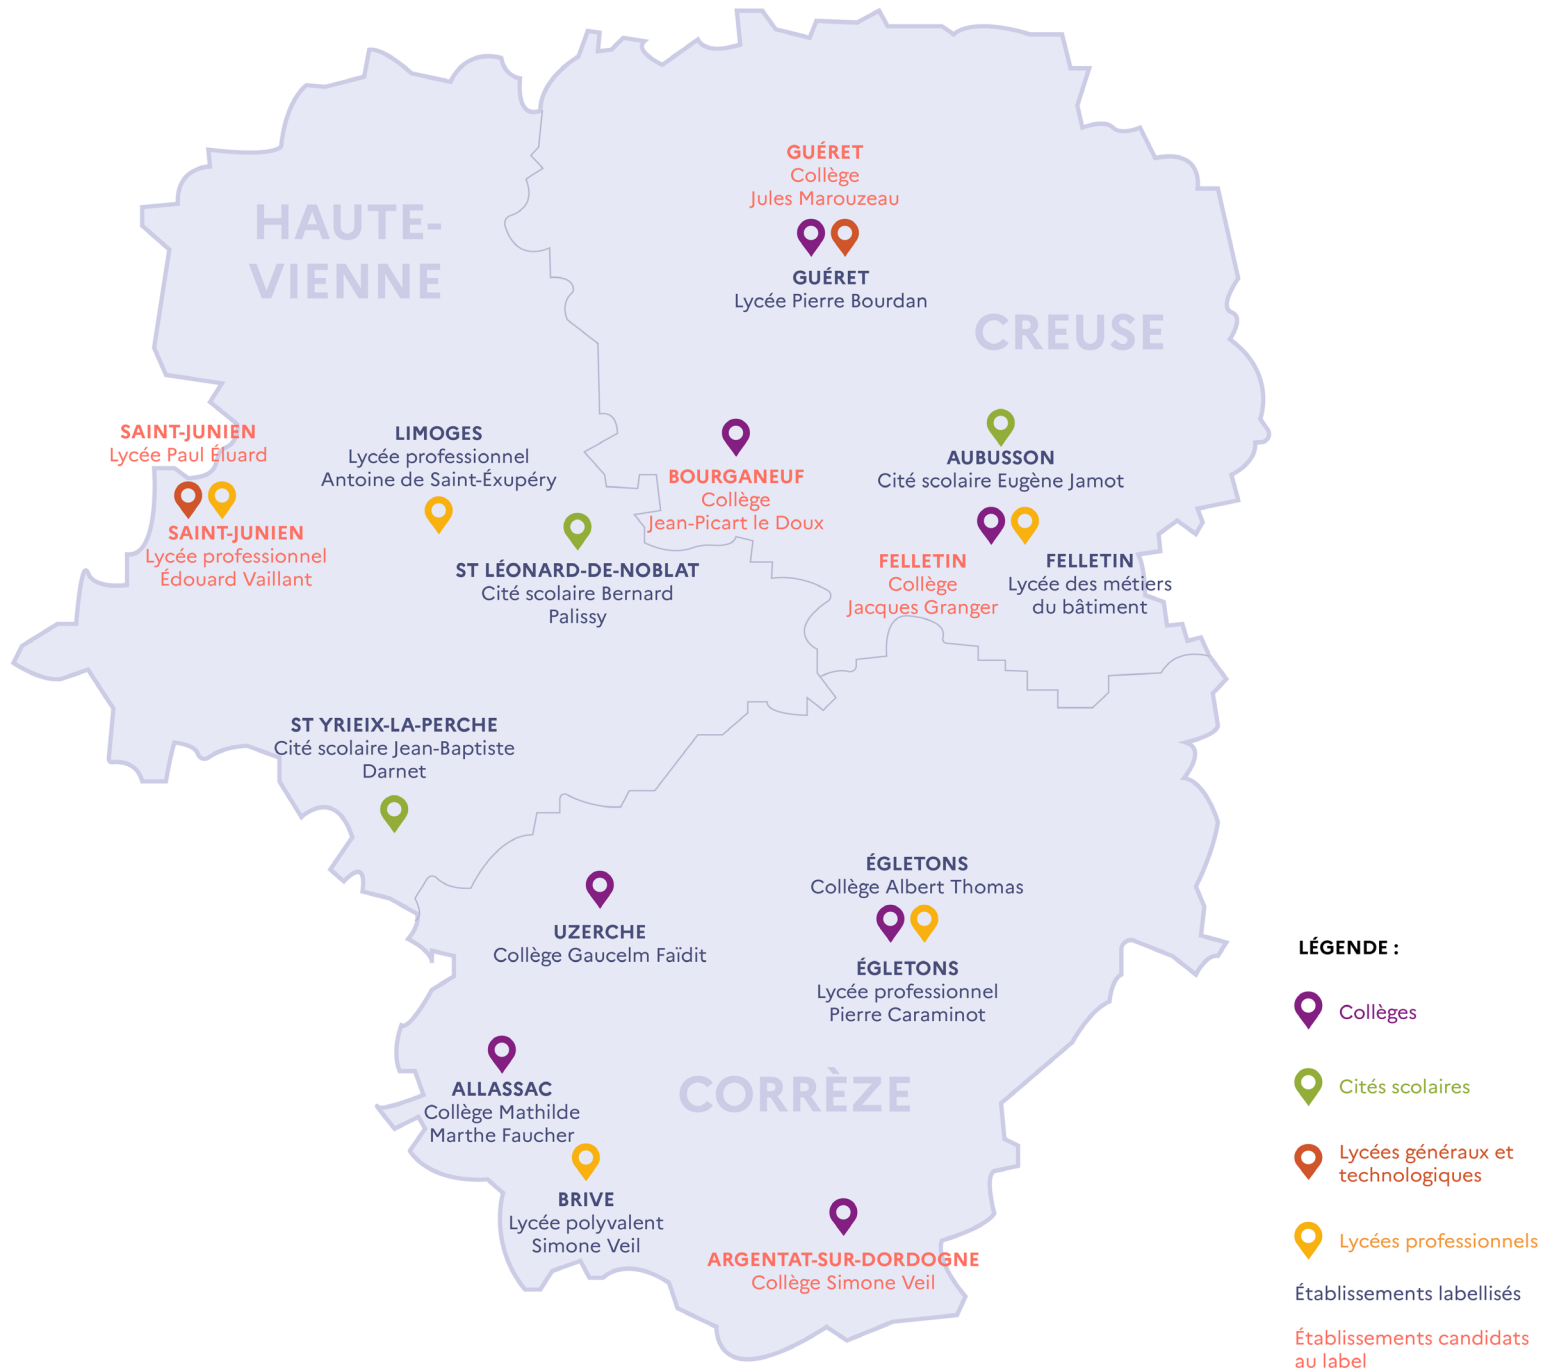 HAUTE-
VIENNE
GUÉRET
Collège
Jules Marouzeau
GUÉRET
Lycée Pierre Bourdan
CREUSE
SAINT-JUNIEN
Lycée Paul Éluard
SAINT-JUNIEN
Lycée professionnel
Édouard Vaillant
LIMOGES
Lycée professionnel
Antoine de Saint-Éxupéry
ST LÉONARD-DE-NOBLAT
Cité scolaire Bernard
Palissy
BOURGANEUF
Collège
Jean-Picart le Doux
AUBUSSON
Cité scolaire Eugène Jamot
FELLETIN
Collège
Jacques Granger
FELLETIN
Lycée des métiers
du bâtiment
ST YRIEIX-LA-PERCHE
Cité scolaire Jean-Baptiste
Darnet
UZERCHE
Collège Gaucelm Faïdit
ÉGLETONS
Collège Albert Thomas
ÉGLETONS
Lycée professionnel
Pierre Caraminot
ALLASSAC
Collège Mathilde
Marthe Faucher
CORRÈZE
BRIVE
Lycée polyvalent
Simone Veil
ARGENTAT-SUR-DORDOGNE
Collège Simone Veil
LÉGENDE :
Collèges
Cités scolaires
Lycées généraux et
technologiques
Lycées professionnels
Établissements labellisés
Établissements candidats
au label